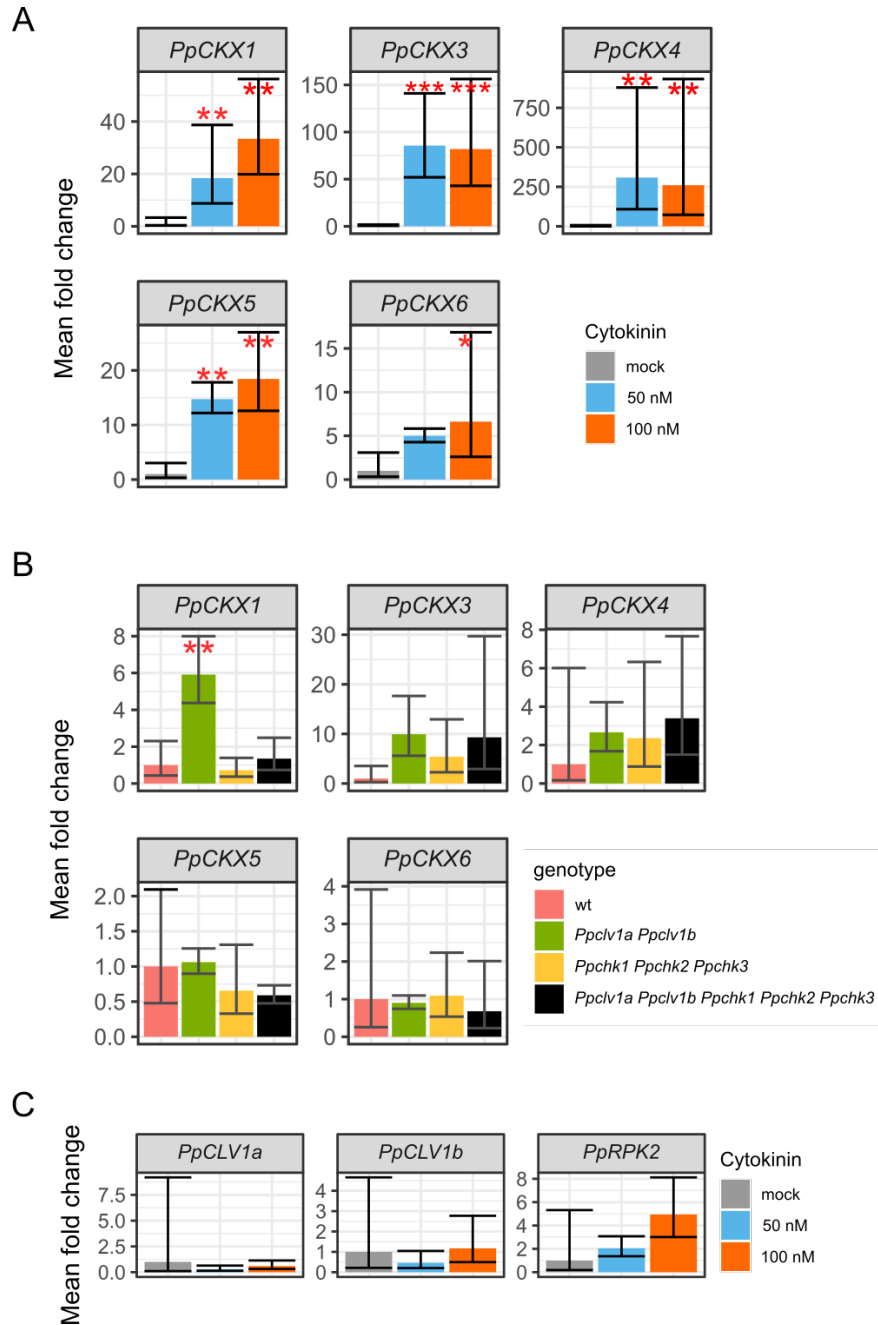 A
PpCKX1 PpCKX3 PpCKX4
Mean fold change
40
20
0
** **
150
100
50
0
*** ***
750
500
250
0
** **
PpCKX5 PpCKX6
20
10
0
** **
15
10
5
0
*
Cytokinin
mock
50 nM
100 nM
B
PpCKX1 PpCKX3 PpCKX4
Mean fold change
8
6
4
2
0
**
30
20
10
0
8
6
4
2
0
PpCKX5 PpCKX6
2.0
1.5
1.0
0.5
0.0
4
3
2
1
0
genotype
wt
Ppclv1a Ppclv1b
Ppchk1 Ppchk2 Ppchk3
Ppclv1a Ppclv1b Ppchk1 Ppchk2 Ppchk3
C
PpCLV1a PpCLV1b PpRPK2
Mean fold change
7.5
5.0
2.5
0.0
4
3
2
1
0
8
6
4
2
0
Cytokinin
mock
50 nM
100 nM